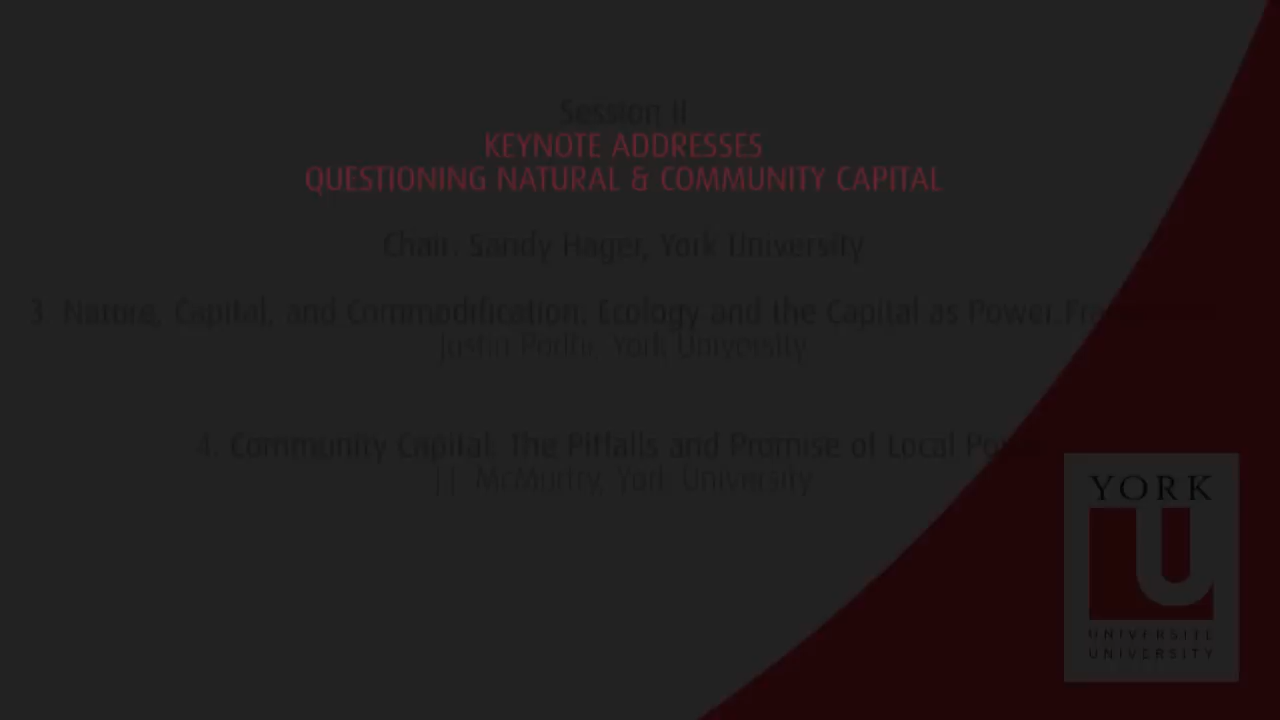 Session II
KEYNOTE ADDRESSES
QUESTIONING NATURAL & COMMUNITY CAPITAL
Chair: Sandy Hager, York University
3. Nature, Capital, and Commodification: Ecology and the Capital as Power
Justin Podur, York University
4. Community Capital: The Pitfalls and Promise of Local
J.J. McMurtry, York University
YORK
U
UNIVERSITÉ
UNIVERSITY